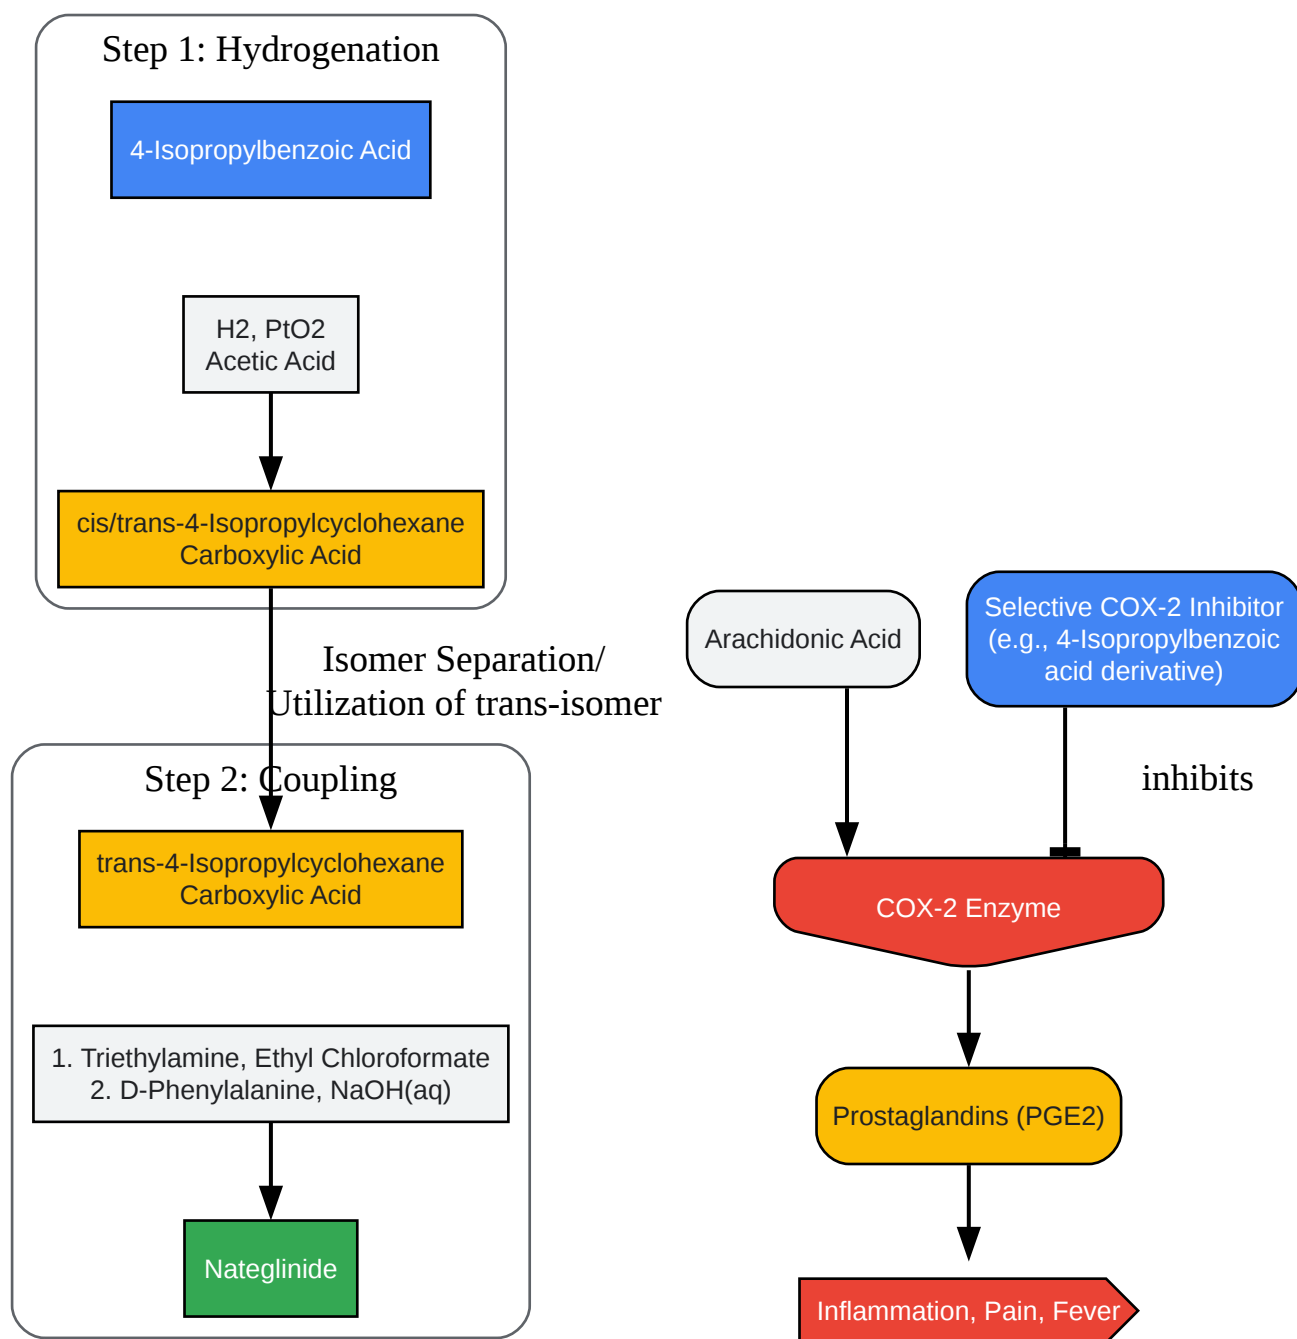 Step 1: Hydrogenation
4-Isopropylbenzoic Acid
H2, PtO2
Acetic Acid
cis/trans-4-Isopropylcyclohexane
Carboxylic Acid
Isomer Separation/
Utilization of trans-isomer
Step 2: Coupling
trans-4-Isopropylcyclohexane
Carboxylic Acid
1. Triethylamine, Ethyl Chloroformate
2. D-Phenylalanine, NaOH(aq)
Nateglinide
Arachidonic Acid
Selective COX-2 Inhibitor
(e.g., 4-Isopropylbenzoic
acid derivative)
inhibits
COX-2 Enzyme
Prostaglandins (PGE2)
Inflammation, Pain, Fever